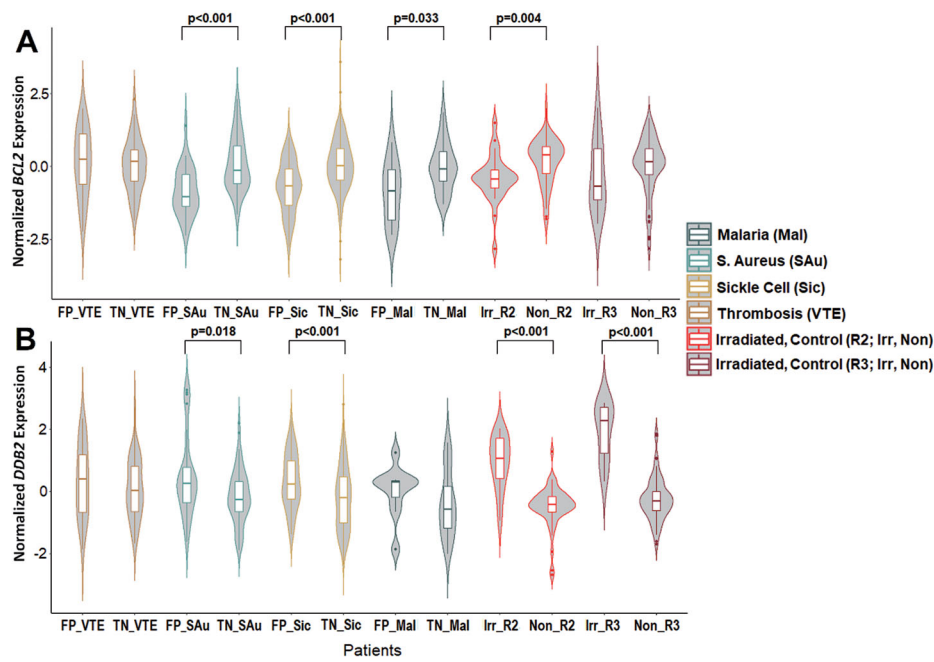 A
p<0.001 p<0.001 p=0.033 p=0.004
Normalized BCL2 Expression
2.5
0.0
-2.5
FP_VTE TN_VTE FP_SAu TN_SAu FP_Sic TN_Sic FP_Mal TN_Mal Irr_R2 Non_R2 Irr_R3 Non_R3
Malaria (Mal)
S. Aureus (SAu)
Sickle Cell (Sic)
Thrombosis (VTE)
Irradiated, Control (R2; Irr, Non)
Irradiated, Control (R3; Irr, Non)
B
p=0.018 p<0.001 p<0.001 p<0.001
Normalized DDB2 Expression
4
2
0
-2
FP_VTE TN_VTE FP_SAu TN_SAu FP_Sic TN_Sic FP_Mal TN_Mal Irr_R2 Non_R2 Irr_R3 Non_R3
Patients